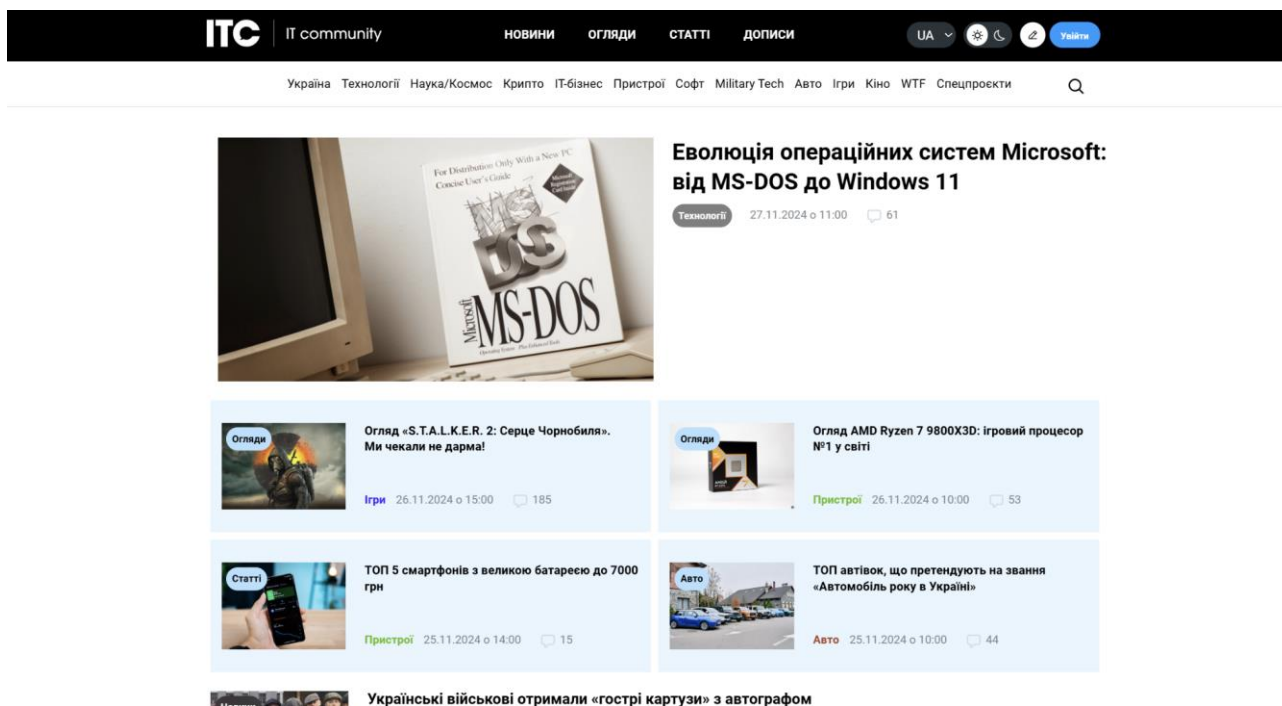 ITC IT community НОВИНИ ОГЛЯДИ СТАТТІ ДОПИСИ UA Увійти
Україна Технології Наука/Космос Крипто ІТ-бізнес Пристрої Софт Military Tech Авто Ігри Кіно WTF Спецпроєкти
For Distribution Only With a New PC
Concise User's Guide
MS
DOS
Microsoft
MS-DOS
Operating System Plus Enhanced Tools
Еволюція операційних систем Microsoft:
від MS-DOS до Windows 11
Технології 27.11.2024 о 11:00 61
Огляди
Огляд «S.T.A.L.K.E.R. 2: Серце Чорнобиля».
Ми чекали не дарма!
Ігри 26.11.2024 о 15:00 185
Огляди
Огляд AMD Ryzen 7 9800X3D: ігровий процесор
№1 у світі
Пристрої 26.11.2024 о 10:00 53
Статті
ТОП 5 смартфонів з великою батареєю до 7000
грн
Пристрої 25.11.2024 о 14:00 15
Авто
ТОП автівок, що претендують на звання
«Автомобіль року в Україні»
Авто 25.11.2024 о 10:00 44
Українські військові отримали «гострі картузи» з автографом